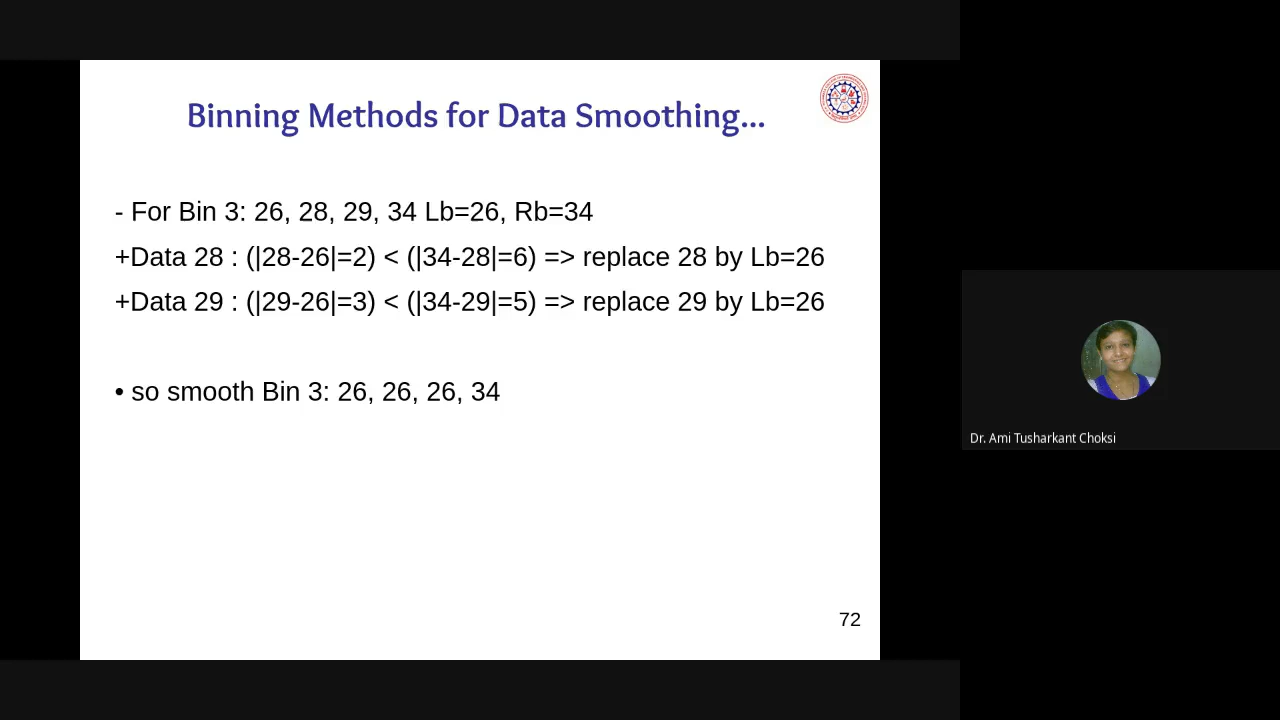 Binning Methods for Data Smoothing...
- For Bin 3: 26, 28, 29, 34 Lb=26, Rb=34
+Data 28 : (|28-26|=2) < (|34-28|=6) => replace 28 by Lb=26
+Data 29 : (|29-26|=3) < (|34-29|=5) => replace 29 by Lb=26
• so smooth Bin 3: 26, 26, 26, 34
72
Dr. Ami Tusharkant Choksi